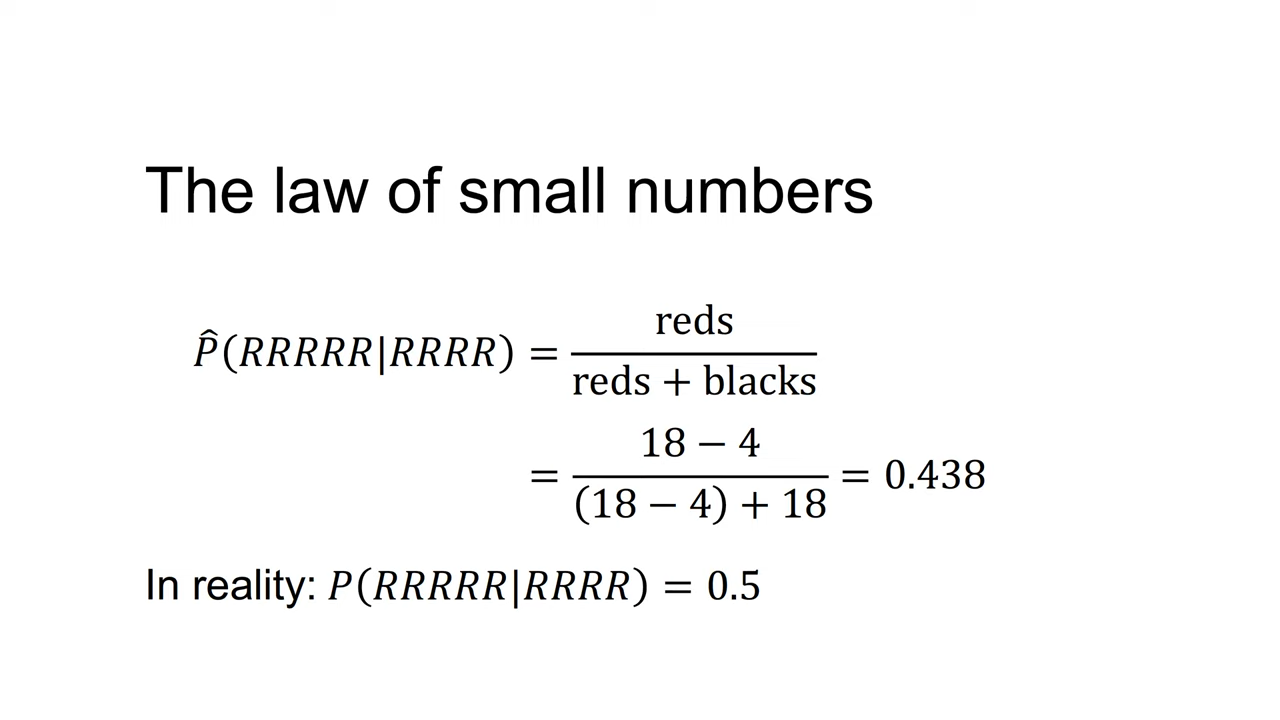 The law of small numbers
P̂(RRRRR|RRRR) = reds / (reds + blacks)
= (18 − 4) / ((18 − 4) + 18) = 0.438
In reality: P(RRRRR|RRRR) = 0.5